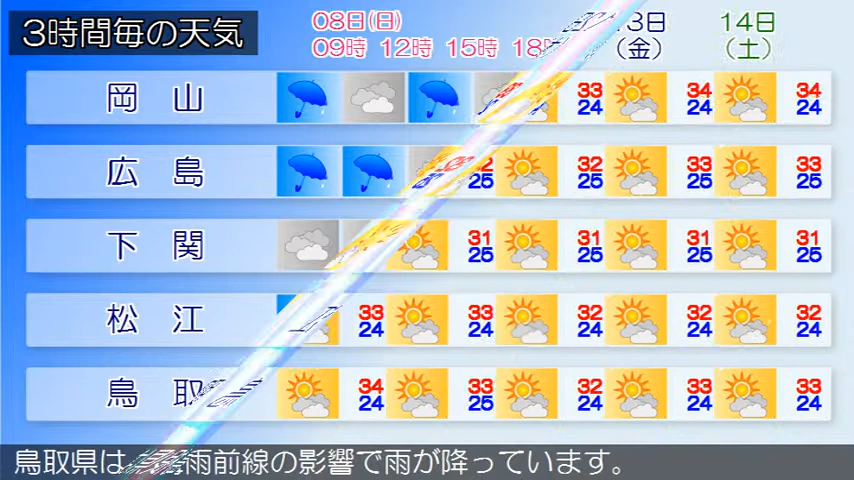 3時間毎の天気
08日(日) 13日 14日
09時 12時 15時 18時 (金) (土)
岡 山 33 34 34
24 24 24
広 島 32 33 33
25 25 25 25
下 関 31 31 31 31
25 25 25 25
松 江 33 33 32 32 32
24 24 24 24 24
鳥 取 34 33 32 33 33
24 25 24 24 24
鳥取県は 雨前線の影響で雨が降っています。